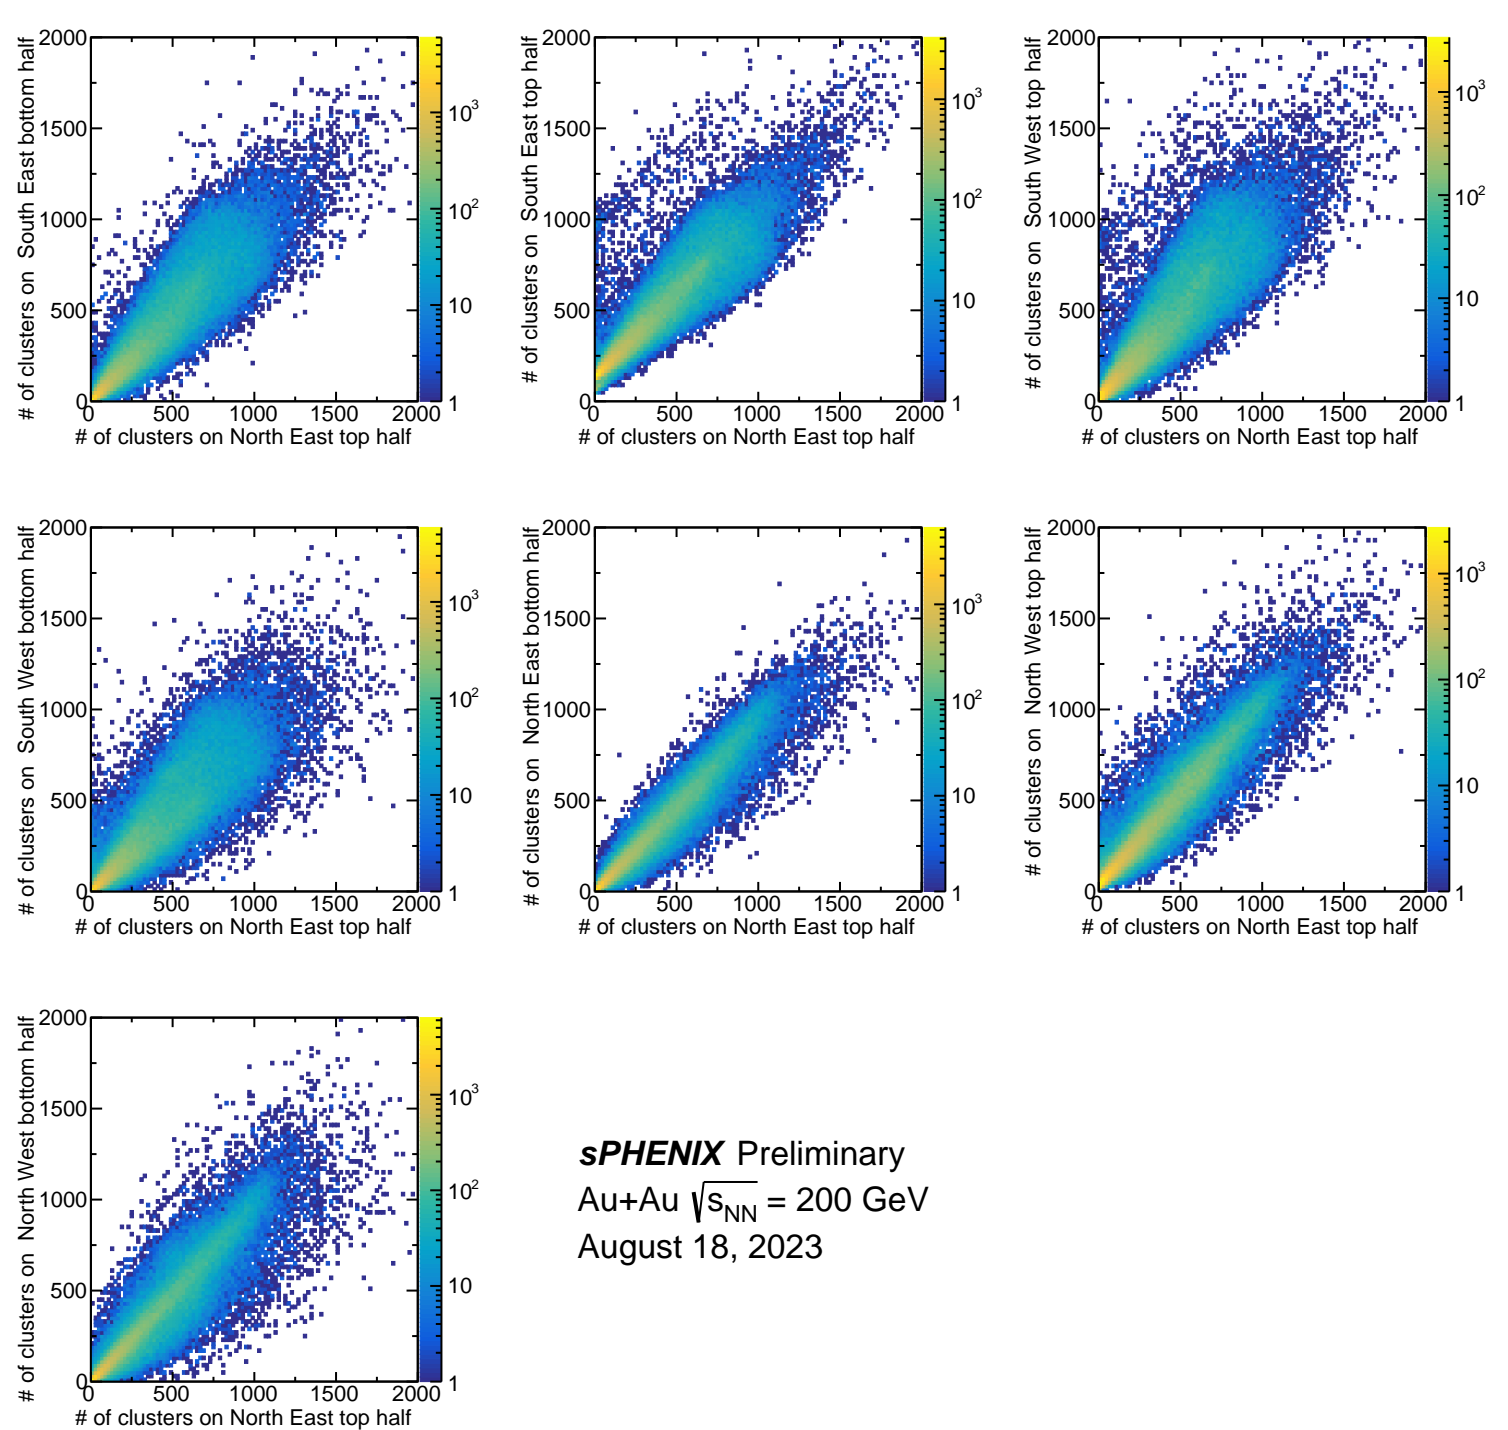 # of clusters on South East bottom half
2000
1500
1000
500
0
0 500 1000 1500 2000
10³
10²
10
1
# of clusters on North East top half
# of clusters on South East top half
2000
1500
1000
500
0
0 500 1000 1500 2000
10³
10²
10
1
# of clusters on North East top half
# of clusters on South West top half
2000
1500
1000
500
0
0 500 1000 1500 2000
10³
10²
10
1
# of clusters on North East top half
# of clusters on South West bottom half
2000
1500
1000
500
0
0 500 1000 1500 2000
10³
10²
10
1
# of clusters on North East top half
# of clusters on North East bottom half
2000
1500
1000
500
0
0 500 1000 1500 2000
10³
10²
10
1
# of clusters on North East top half
# of clusters on North West top half
2000
1500
1000
500
0
0 500 1000 1500 2000
10³
10²
10
1
# of clusters on North East top half
# of clusters on North West bottom half
2000
1500
1000
500
0
0 500 1000 1500 2000
10³
10²
10
1
# of clusters on North East top half
sPHENIX Preliminary
Au+Au √s_NN = 200 GeV
August 18, 2023